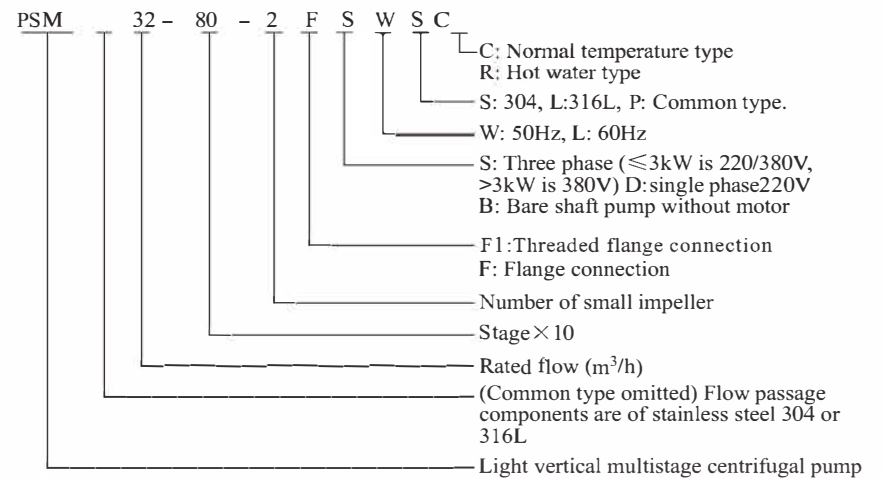 PSM 32 – 80 – 2 F S W S C
C: Normal temperature type
R: Hot water type
S: 304, L:316L, P: Common type.
W: 50Hz, L: 60Hz
S: Three phase (≤3kW is 220/380V,
>3kW is 380V) D:single phase220V
B: Bare shaft pump without motor
F1:Threaded flange connection
F: Flange connection
Number of small impeller
Stage×10
Rated flow (m³/h)
(Common type omitted) Flow passage
components are of stainless steel 304 or
316L
Light vertical multistage centrifugal pump